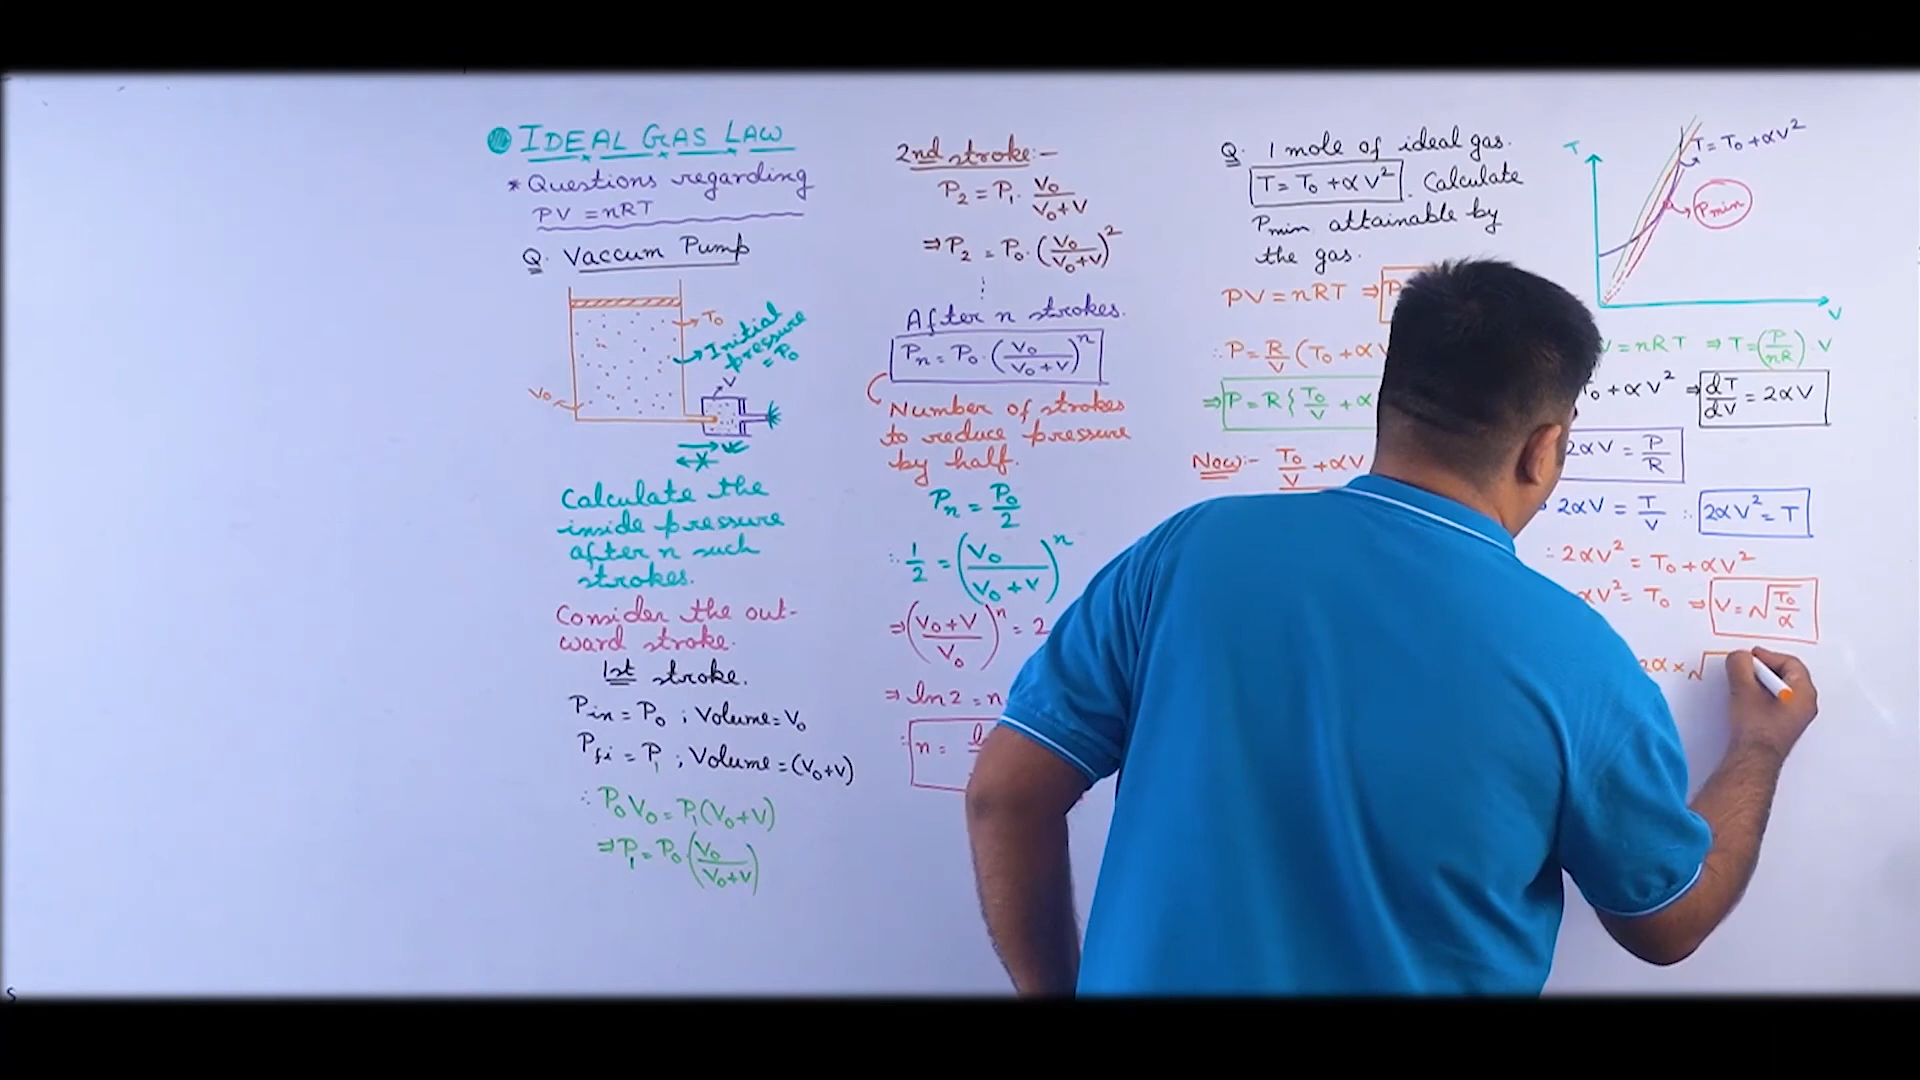 IDEAL GAS LAW
* Questions regarding
PV = nRT
Q. Vaccum Pump
T₀
Initial pressure = P₀
V
V₀
Calculate the
inside pressure
after n such
strokes.
Consider the out-
ward stroke.
1st stroke.
Pin = P₀ ; Volume = V₀
Pfi = P₁ ; Volume = (V₀+V)
∴ P₀V₀ = P₁(V₀+V)
⇒ P₁ = P₀.(V₀/(V₀+V))
2nd stroke:-
P₂ = P₁ . V₀/(V₀+V)
⇒ P₂ = P₀.(V₀/(V₀+V))²
After n strokes.
Pₙ = P₀.(V₀/(V₀+V))ⁿ
Number of strokes
to reduce pressure
by half.
Pₙ = P₀/2
∴ 1/2 = (V₀/(V₀+V))ⁿ
⇒ ((V₀+V)/V₀)ⁿ = 2
⇒ ln2 = n
∴ n =
Q. 1 mole of ideal gas.
T = T₀ + αV² . Calculate
Pmin attainable by
the gas.
PV = nRT ⇒
∴ P = R/V (T₀ + α
⇒ P = R { T₀/V + α
Now:- T₀/V + αV
T
T = T₀ + αV²
Pmin
V
= nRT ⇒ T = (P/nR).V
T₀ + αV² ⇒ dT/dV = 2αV
2αV = P/R
2αV = T/V ∴ 2αV² = T
∴ 2αV² = T₀ + αV²
αV² = T₀ ⇒ V = √(T₀/α)
2α × √